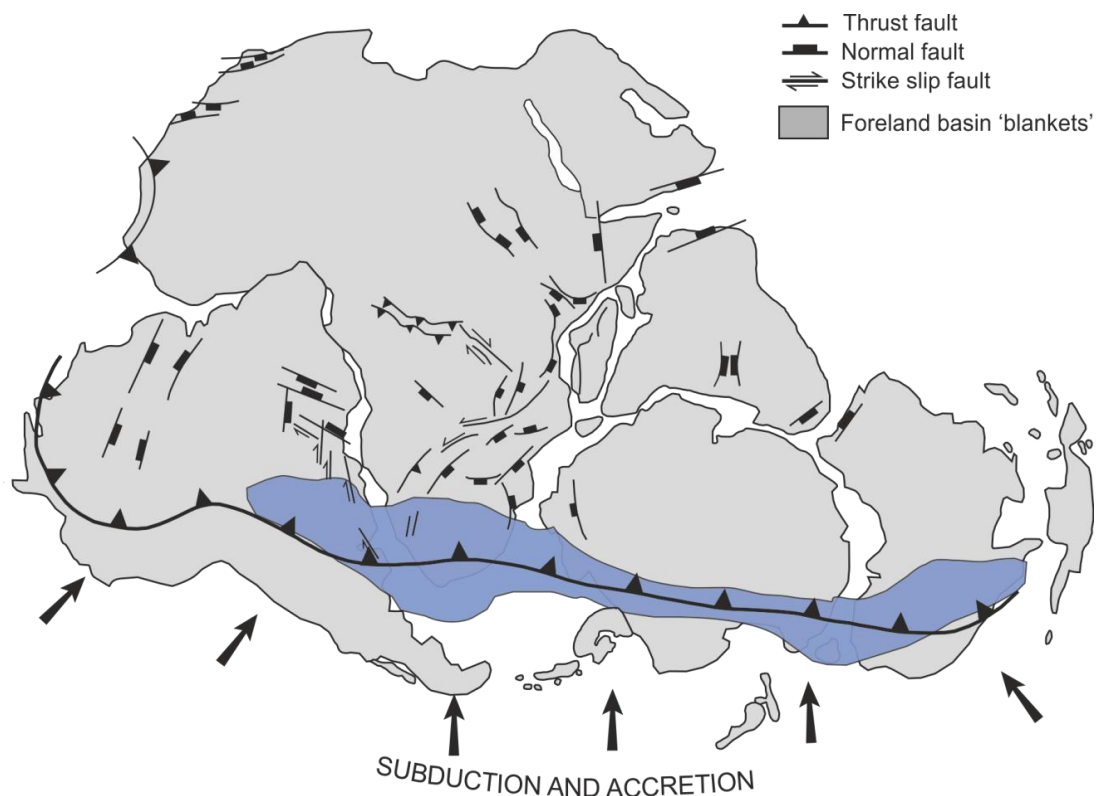 Thrust fault
Normal fault
Strike slip fault
Foreland basin ‘blankets’
SUBDUCTION AND ACCRETION